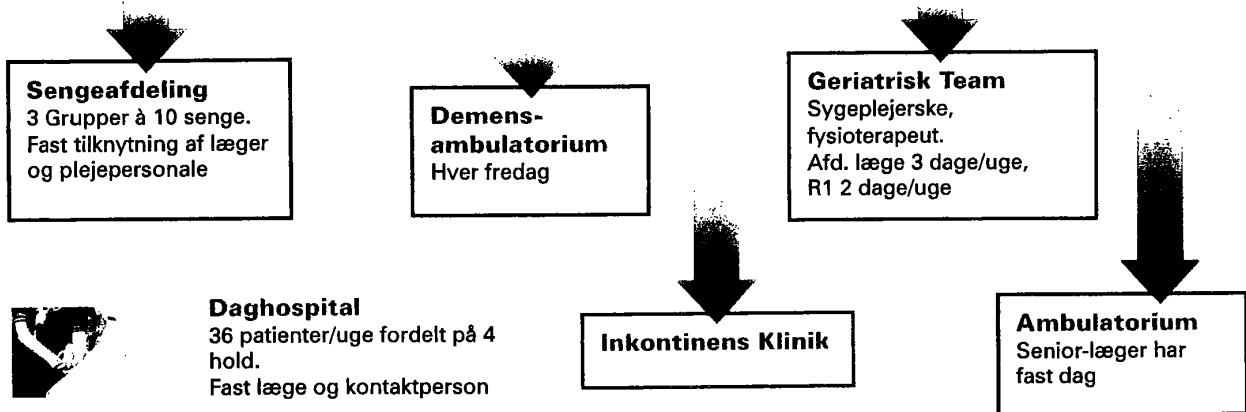 Sengeafdeling
3 Grupper à 10 senge.
Fast tilknytning af læger
og plejepersonale
Demens-
ambulatorium
Hver fredag
Geriatrisk Team
Sygeplejerske,
fysioterapeut.
Afd. læge 3 dage/uge,
R1 2 dage/uge
Daghospital
36 patienter/uge fordelt på 4
hold.
Fast læge og kontaktperson
Inkontinens Klinik
Ambulatorium
Senior-læger har
fast dag